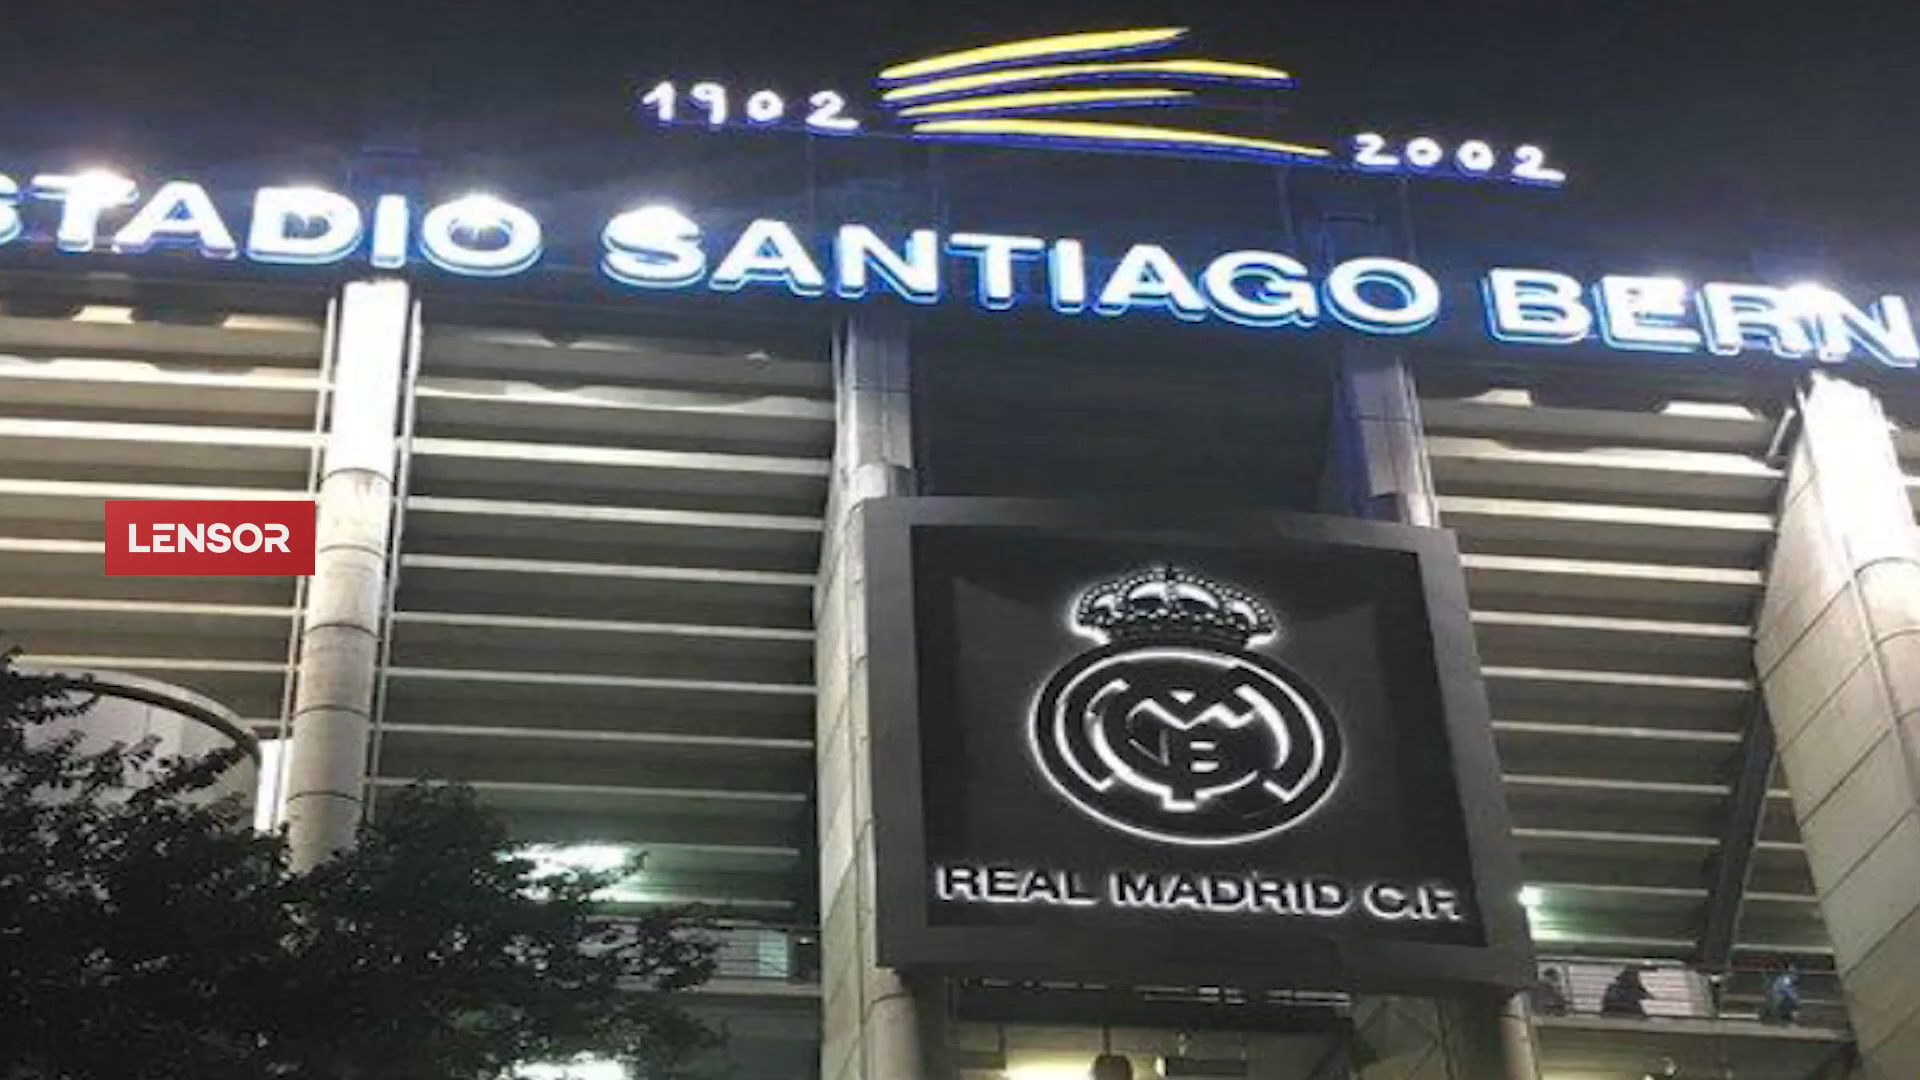 1902 2002
STADIO SANTIAGO BERN
LENSOR
REAL MADRID C.F.